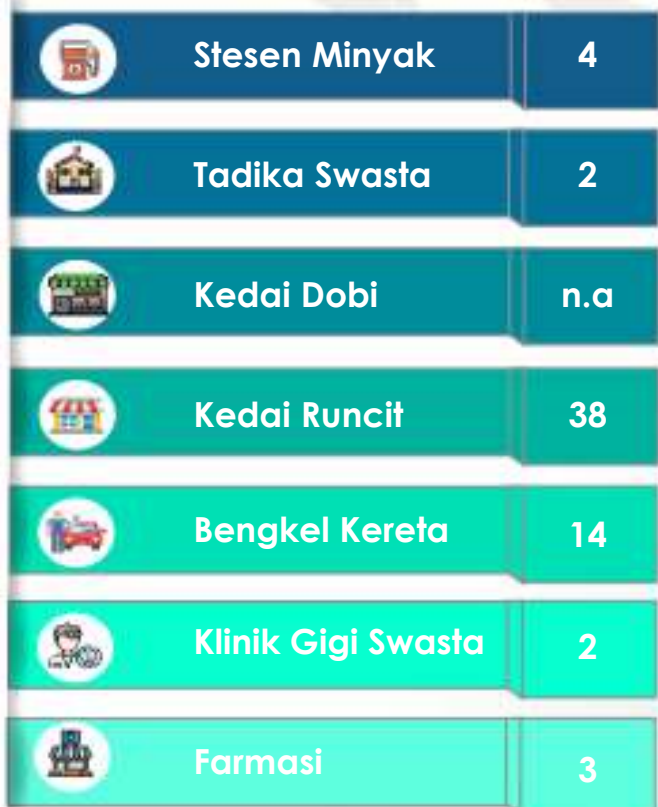 Stesen Minyak 4
Tadika Swasta 2
Kedai Dobi n.a
Kedai Runcit 38
Bengkel Kereta 14
Klinik Gigi Swasta 2
Farmasi 3